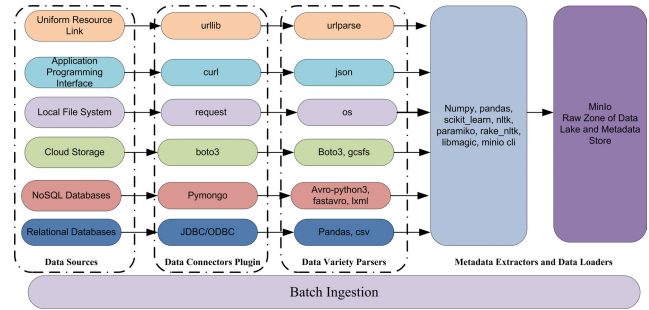 Uniform Resource
Link
urllib
urlparse
Application
Programming
Interface
curl
json
Local File System
request
os
Cloud Storage
boto3
Boto3, gcsfs
NoSQL Databases
Pymongo
Avro-python3,
fastavro, lxml
Relational Databases
JDBC/ODBC
Pandas, csv
Numpy, pandas,
scikit_learn, nltk,
paramiko, rake_nltk,
libmagic, minio cli
MinIo
Raw Zone of Data
Lake and Metadata
Store
Data Sources
Data Connectors Plugin
Data Variety Parsers
Metadata Extractors and Data Loaders
Batch Ingestion